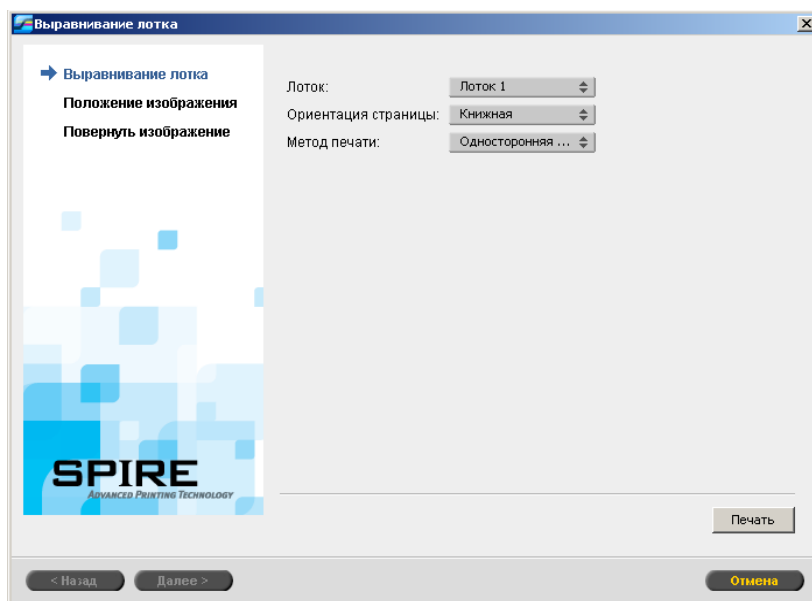 Выравнивание лотка
Выравнивание лотка
Положение изображения
Повернуть изображение
Лоток: Лоток 1
Ориентация страницы: Книжная
Метод печати: Односторонняя ...
SPIRE
ADVANCED PRINTING TECHNOLOGY
Печать
< Назад Далее > Отмена